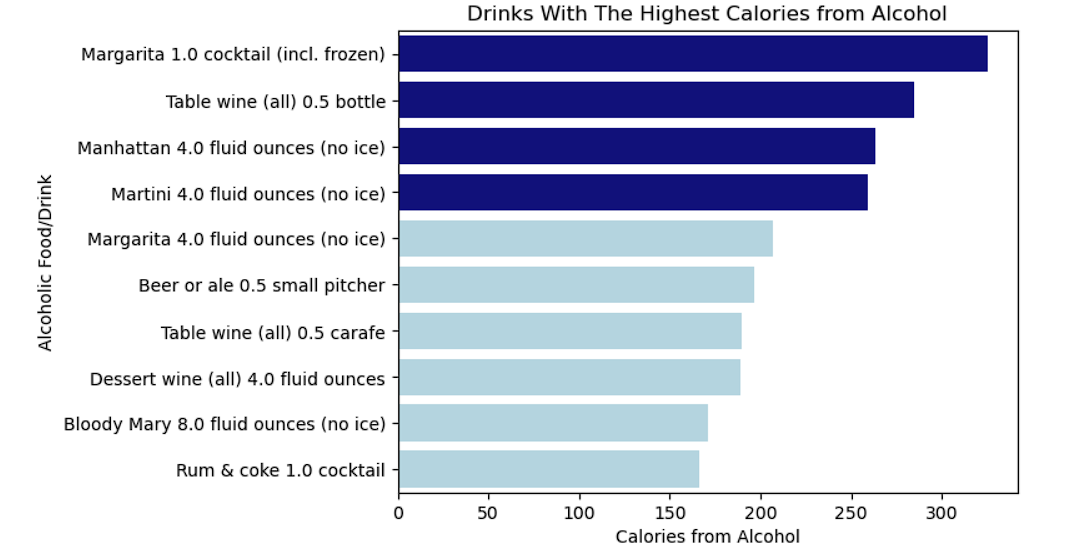 Drinks With The Highest Calories from Alcohol
Alcoholic Food/Drink
Margarita 1.0 cocktail (incl. frozen)
Table wine (all) 0.5 bottle
Manhattan 4.0 fluid ounces (no ice)
Martini 4.0 fluid ounces (no ice)
Margarita 4.0 fluid ounces (no ice)
Beer or ale 0.5 small pitcher
Table wine (all) 0.5 carafe
Dessert wine (all) 4.0 fluid ounces
Bloody Mary 8.0 fluid ounces (no ice)
Rum & coke 1.0 cocktail
0 50 100 150 200 250 300
Calories from Alcohol